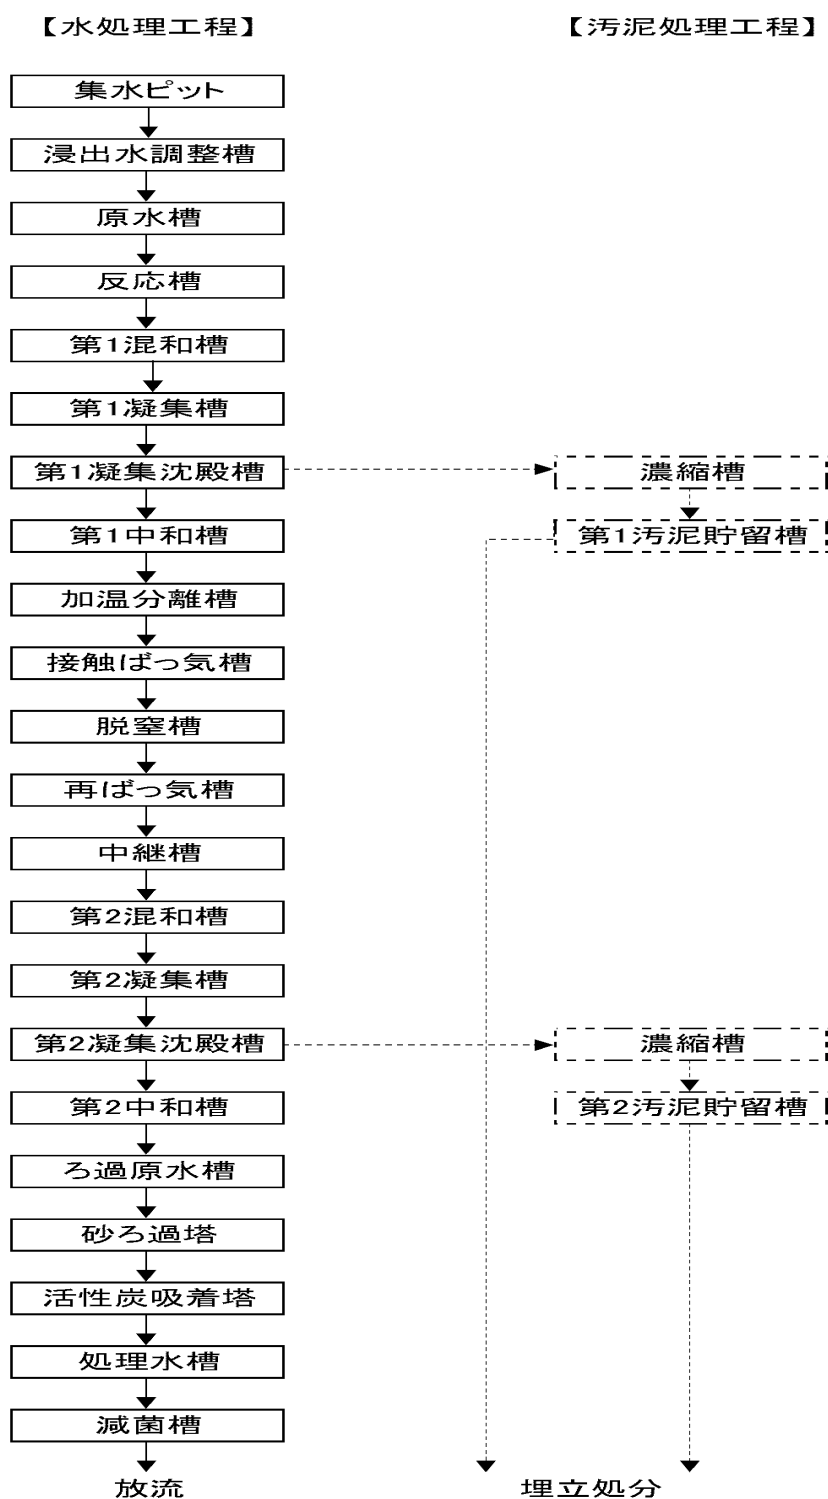 【水処理工程】
【汚泥処理工程】
集水ピット
浸出水調整槽
原水槽
反応槽
第1混和槽
第1凝集槽
第1凝集沈殿槽
濃縮槽
第1中和槽
第1汚泥貯留槽
加温分離槽
接触ばっ気槽
脱窒槽
再ばっ気槽
中継槽
第2混和槽
第2凝集槽
第2凝集沈殿槽
濃縮槽
第2中和槽
第2汚泥貯留槽
ろ過原水槽
砂ろ過塔
活性炭吸着塔
処理水槽
減菌槽
放流
埋立処分